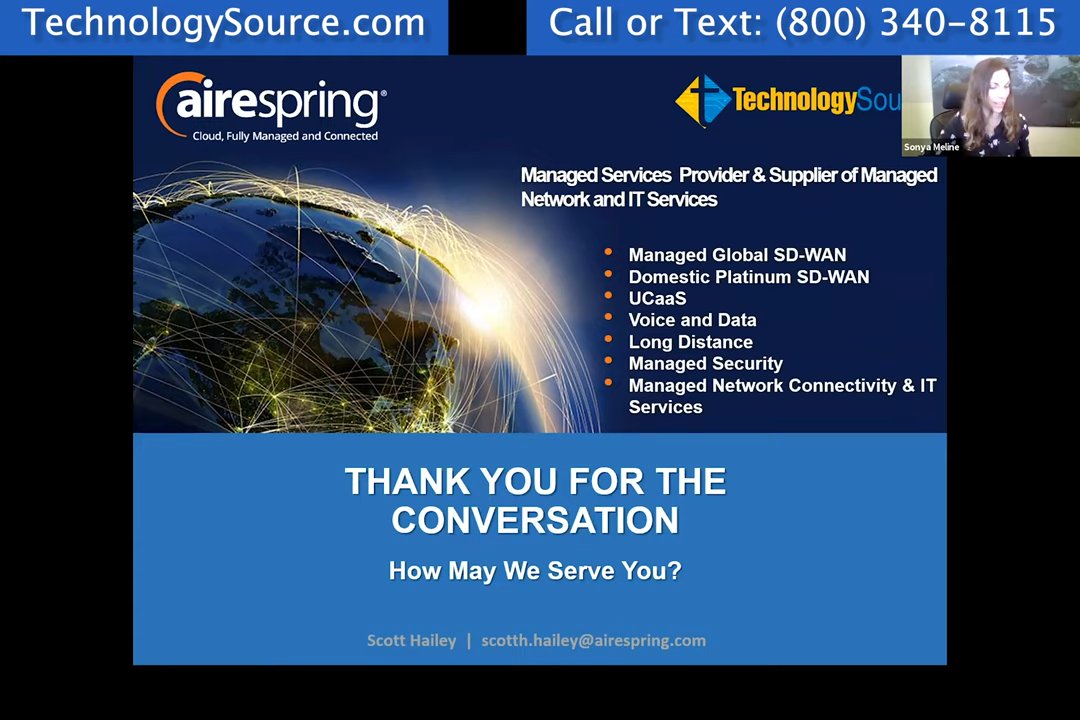 TechnologySource.com
Call or Text: (800) 340-8115
airespring®
Cloud, Fully Managed and Connected
TechnologySou
Sonya Meline
Managed Services Provider & Supplier of Managed
Network and IT Services
• Managed Global SD-WAN
• Domestic Platinum SD-WAN
• UCaaS
• Voice and Data
• Long Distance
• Managed Security
• Managed Network Connectivity & IT
Services
THANK YOU FOR THE
CONVERSATION
How May We Serve You?
Scott Hailey | scotth.hailey@airespring.com